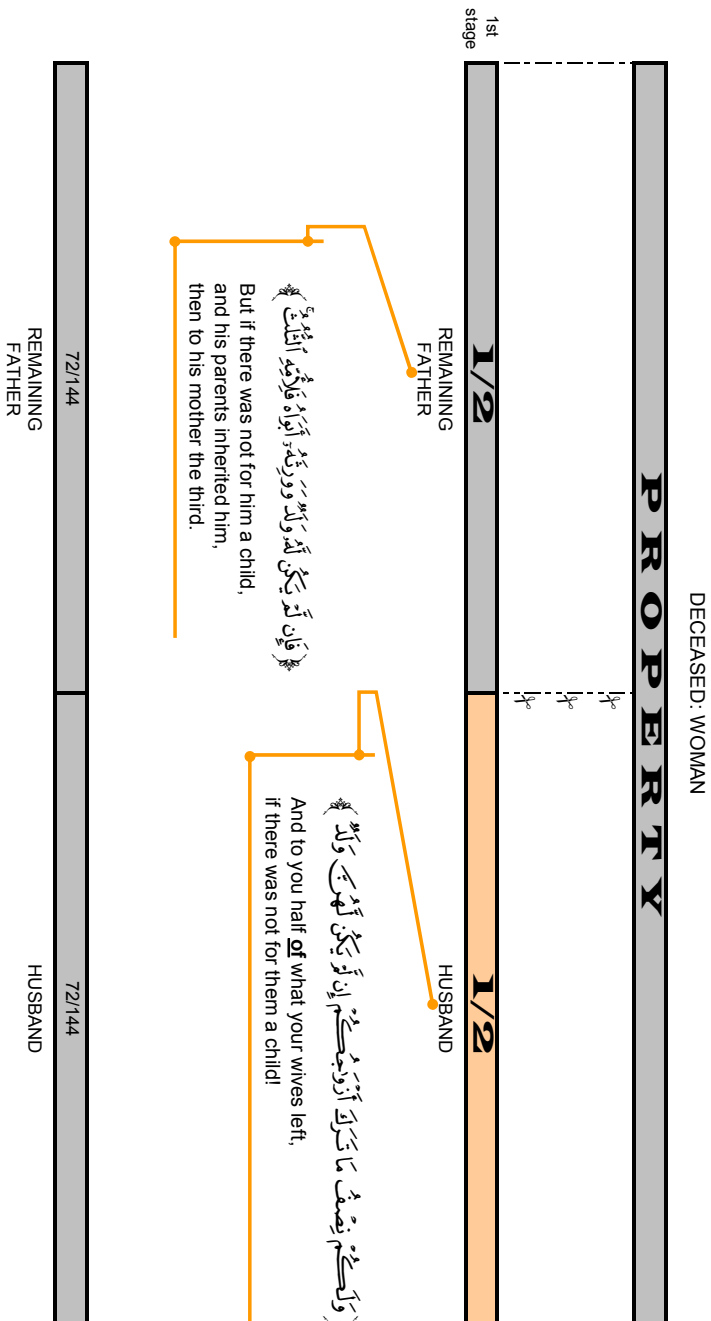 DECEASED: WOMAN
PROPERTY
1st
stage
1/2
1/2
REMAINING
FATHER
HUSBAND
﴿ فَإِن لَّمْ يَكُن لَّهُۥ وَلَدٌ وَوَرِثَهُۥٓ أَبَوَاهُ فَلِأُمِّهِ ٱلثُّلُثُ ﴾
But if there was not for him a child,
and his parents inherited him,
then to his mother the third.
﴿ وَلَكُمْ نِصْفُ مَا تَرَكَ أَزْوَٰجُكُمْ إِن لَّمْ يَكُن لَّهُنَّ وَلَدٌ ﴾
And to you half of what your wives left,
if there was not for them a child!
72/144
72/144
REMAINING
FATHER
HUSBAND